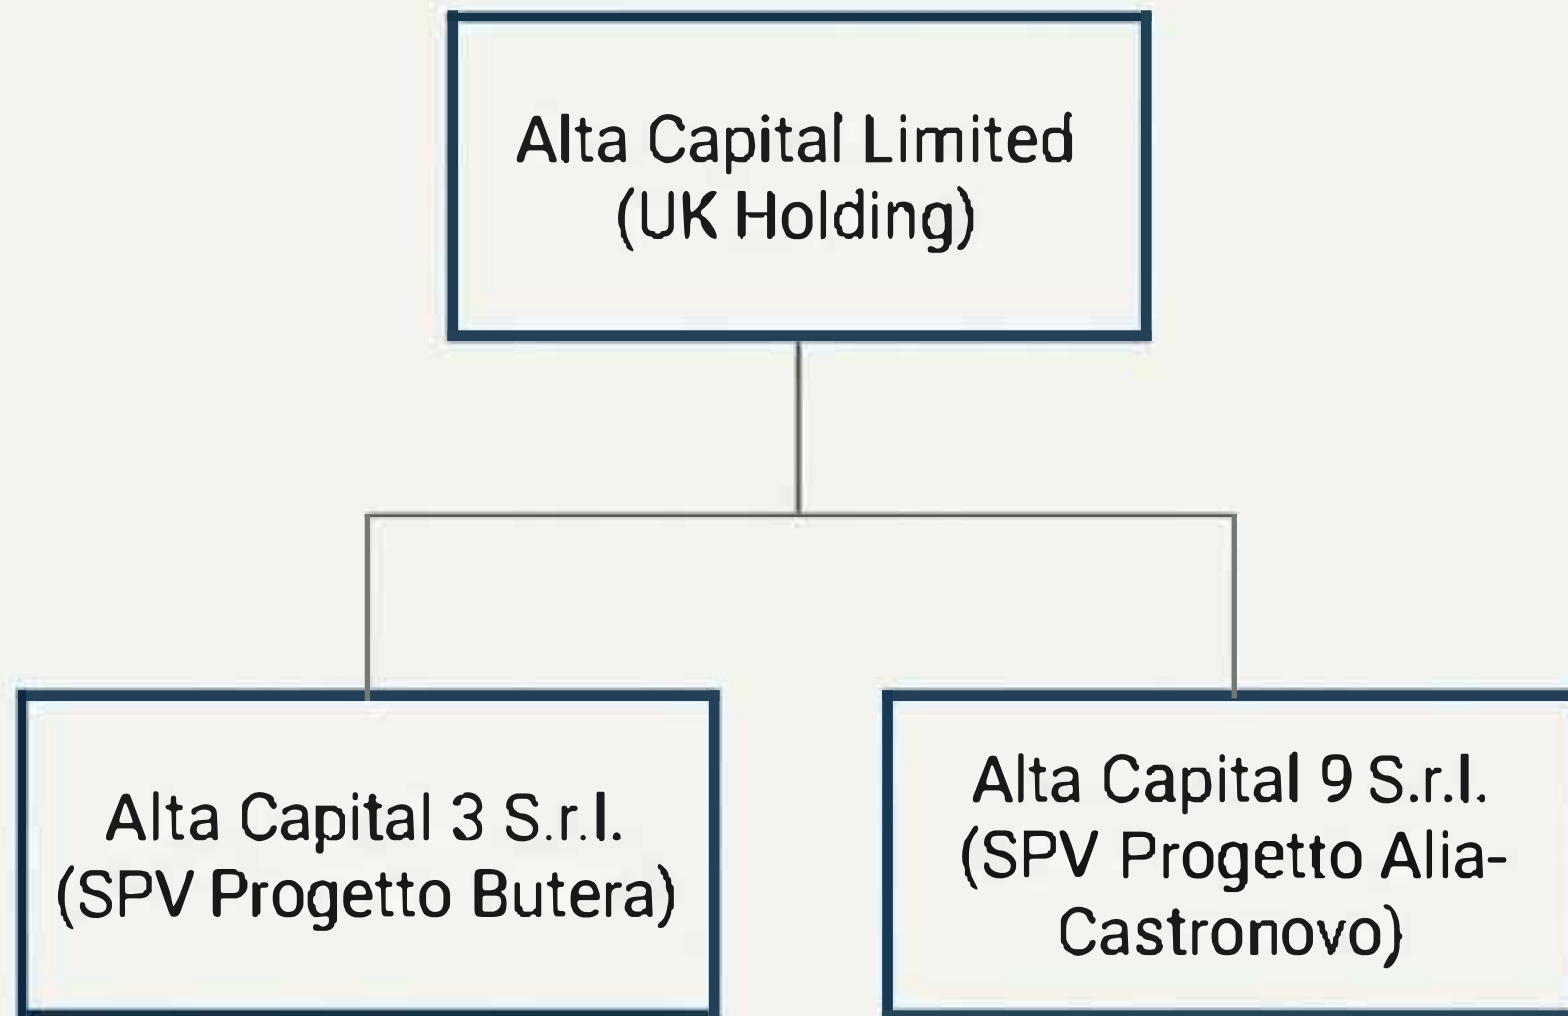 Alta Capital Limited
(UK Holding)
Alta Capital 3 S.r.l.
(SPV Progetto Butera)
Alta Capital 9 S.r.l.
(SPV Progetto Alia-
Castronovo)